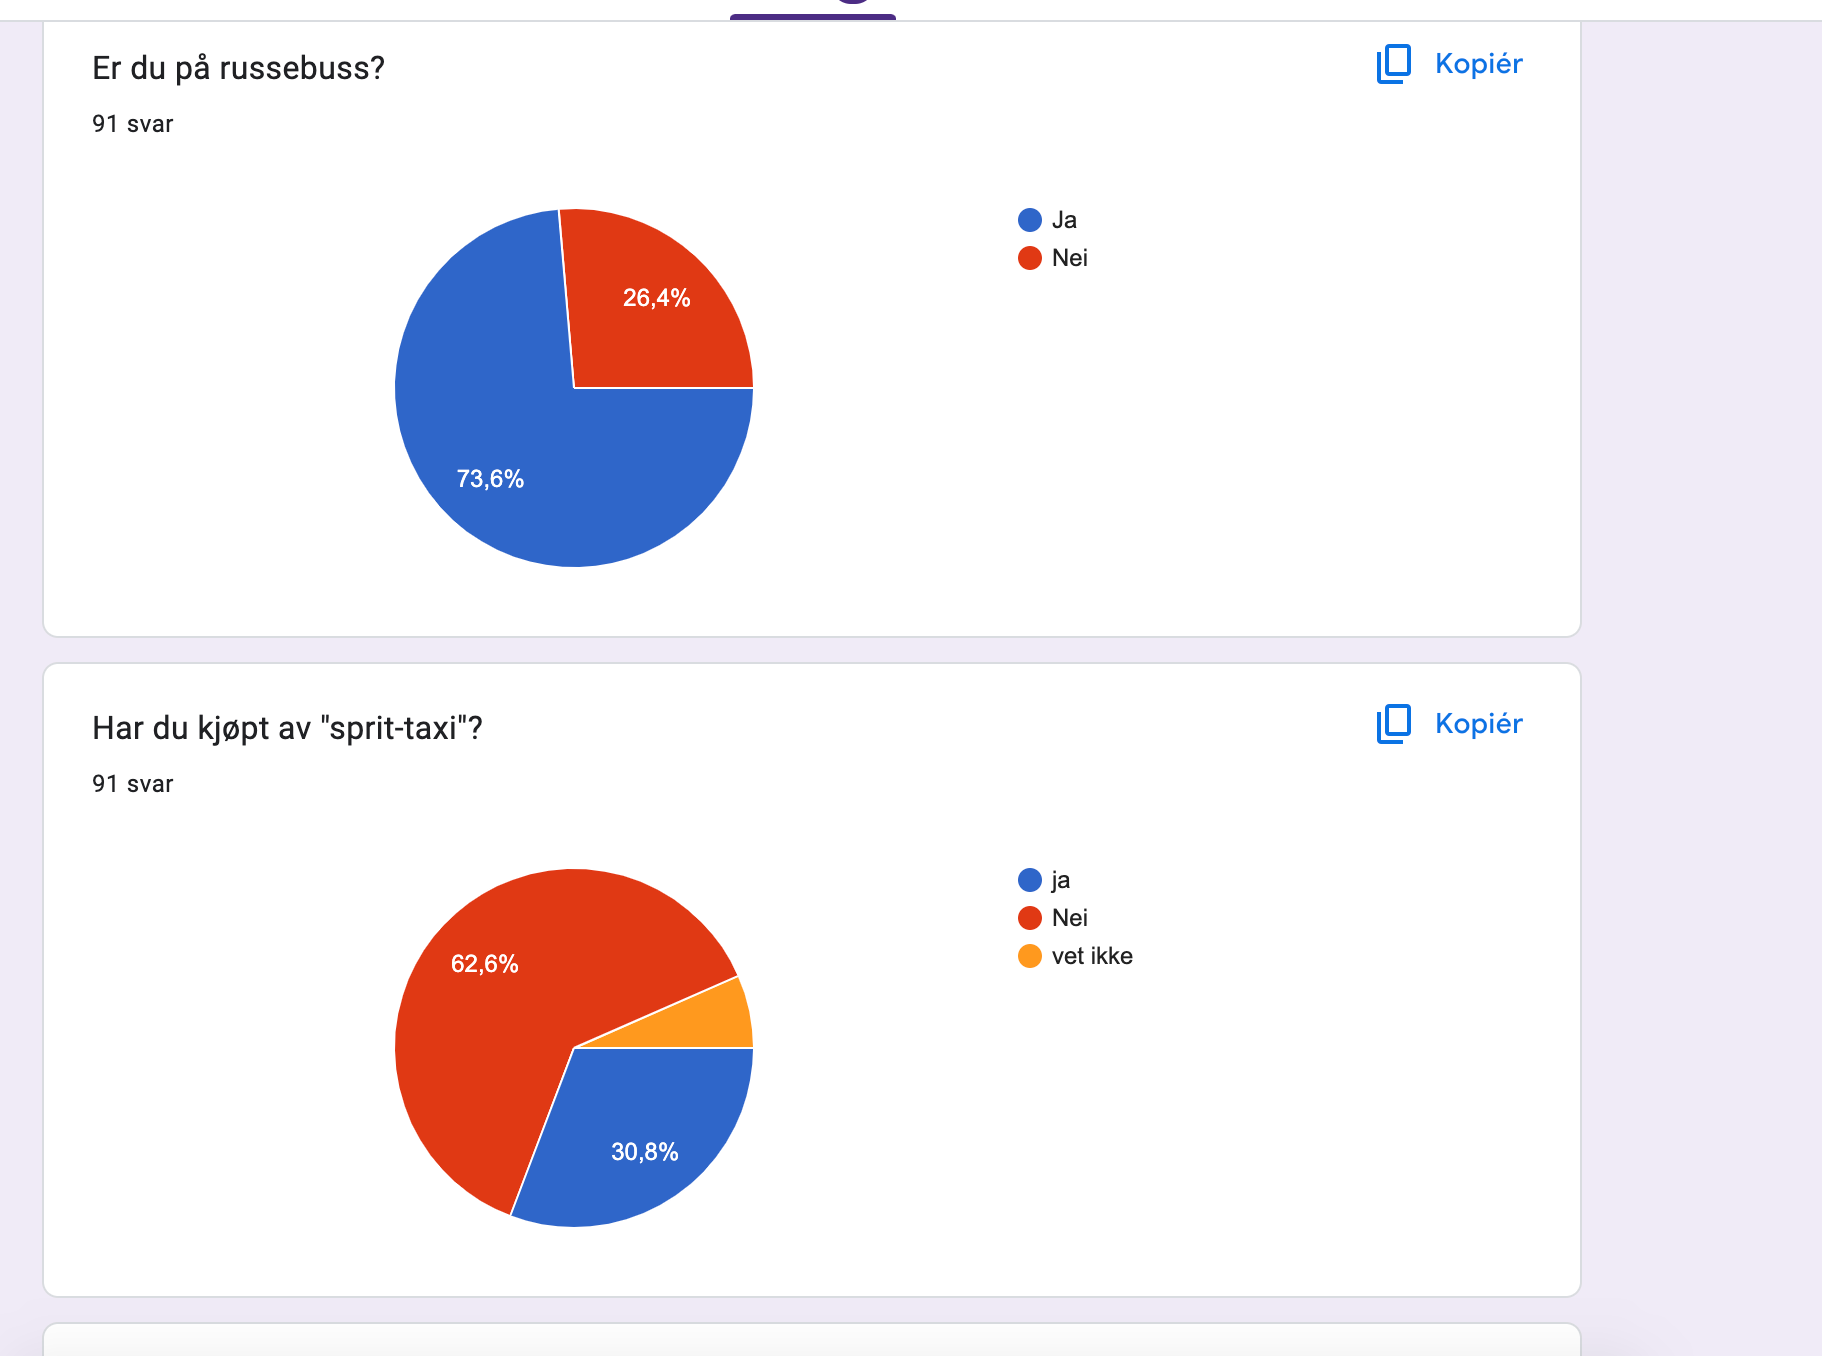 Er du på russebuss?
Kopiér
91 svar
Ja
Nei
26,4%
73,6%
Har du kjøpt av "sprit-taxi"?
Kopiér
91 svar
ja
Nei
vet ikke
62,6%
30,8%